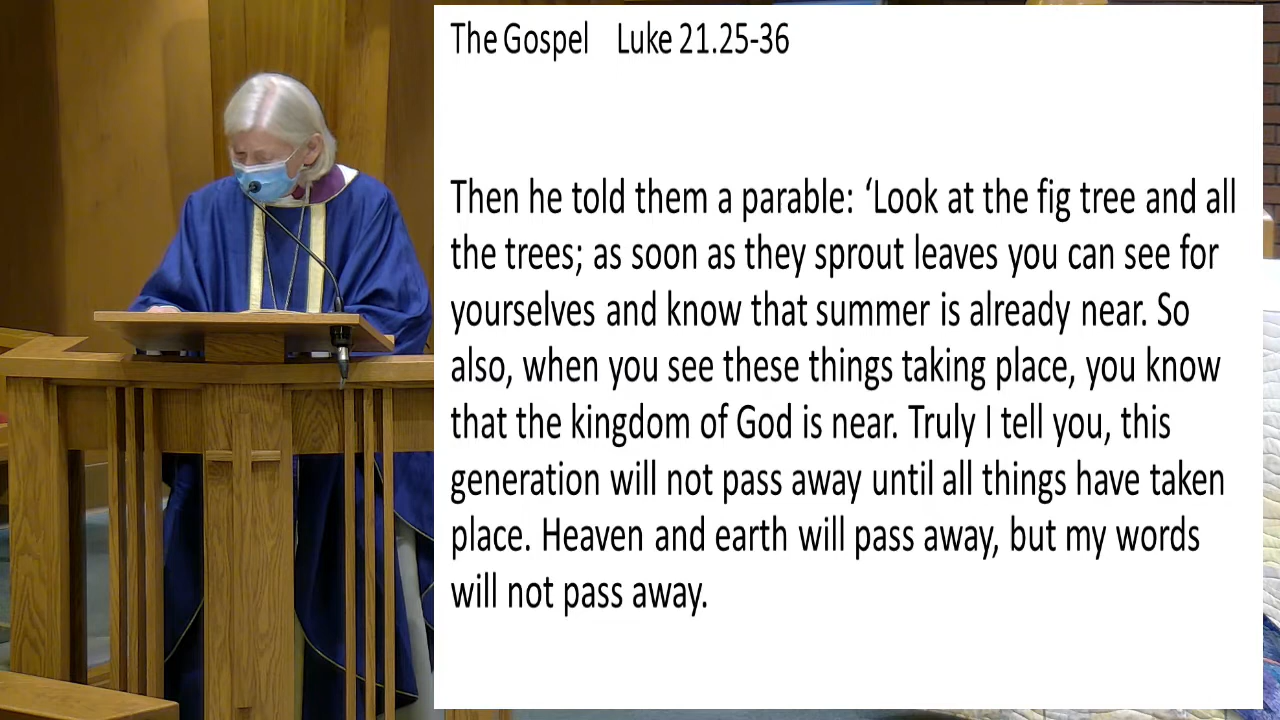 The Gospel Luke 21.25-36
Then he told them a parable: ‘Look at the fig tree and all
the trees; as soon as they sprout leaves you can see for
yourselves and know that summer is already near. So
also, when you see these things taking place, you know
that the kingdom of God is near. Truly I tell you, this
generation will not pass away until all things have taken
place. Heaven and earth will pass away, but my words
will not pass away.